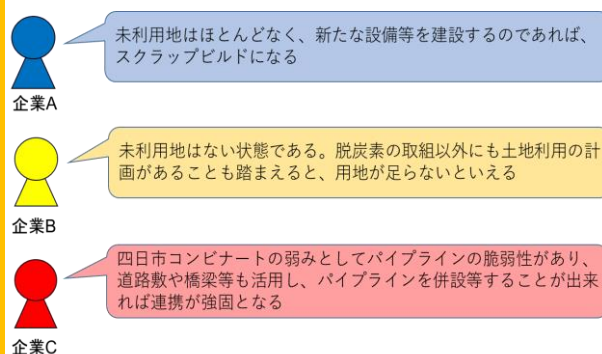 未利用地はほとんどなく、新たな設備等を建設するのであれば、
スクラップビルドになる
企業A
未利用地はない状態である。脱炭素の取組以外にも土地利用の計
画があることも踏まえると、用地が足らないといえる
企業B
四日市コンビナートの弱みとしてパイプラインの脆弱性があり、
道路敷や橋梁等も活用し、パイプラインを併設等することが出来
れば連携が強固となる
企業C